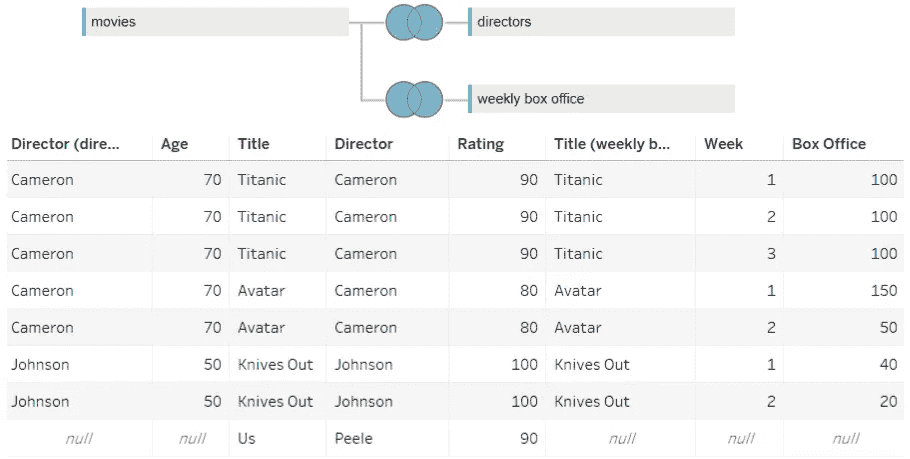 movies
directors
weekly box office
Director (dire... Age Title Director Rating Title (weekly b... Week Box Office
Cameron 70 Titanic Cameron 90 Titanic 1 100
Cameron 70 Titanic Cameron 90 Titanic 2 100
Cameron 70 Titanic Cameron 90 Titanic 3 100
Cameron 70 Avatar Cameron 80 Avatar 1 150
Cameron 70 Avatar Cameron 80 Avatar 2 50
Johnson 50 Knives Out Johnson 100 Knives Out 1 40
Johnson 50 Knives Out Johnson 100 Knives Out 2 20
null null Us Peele 90 null null null